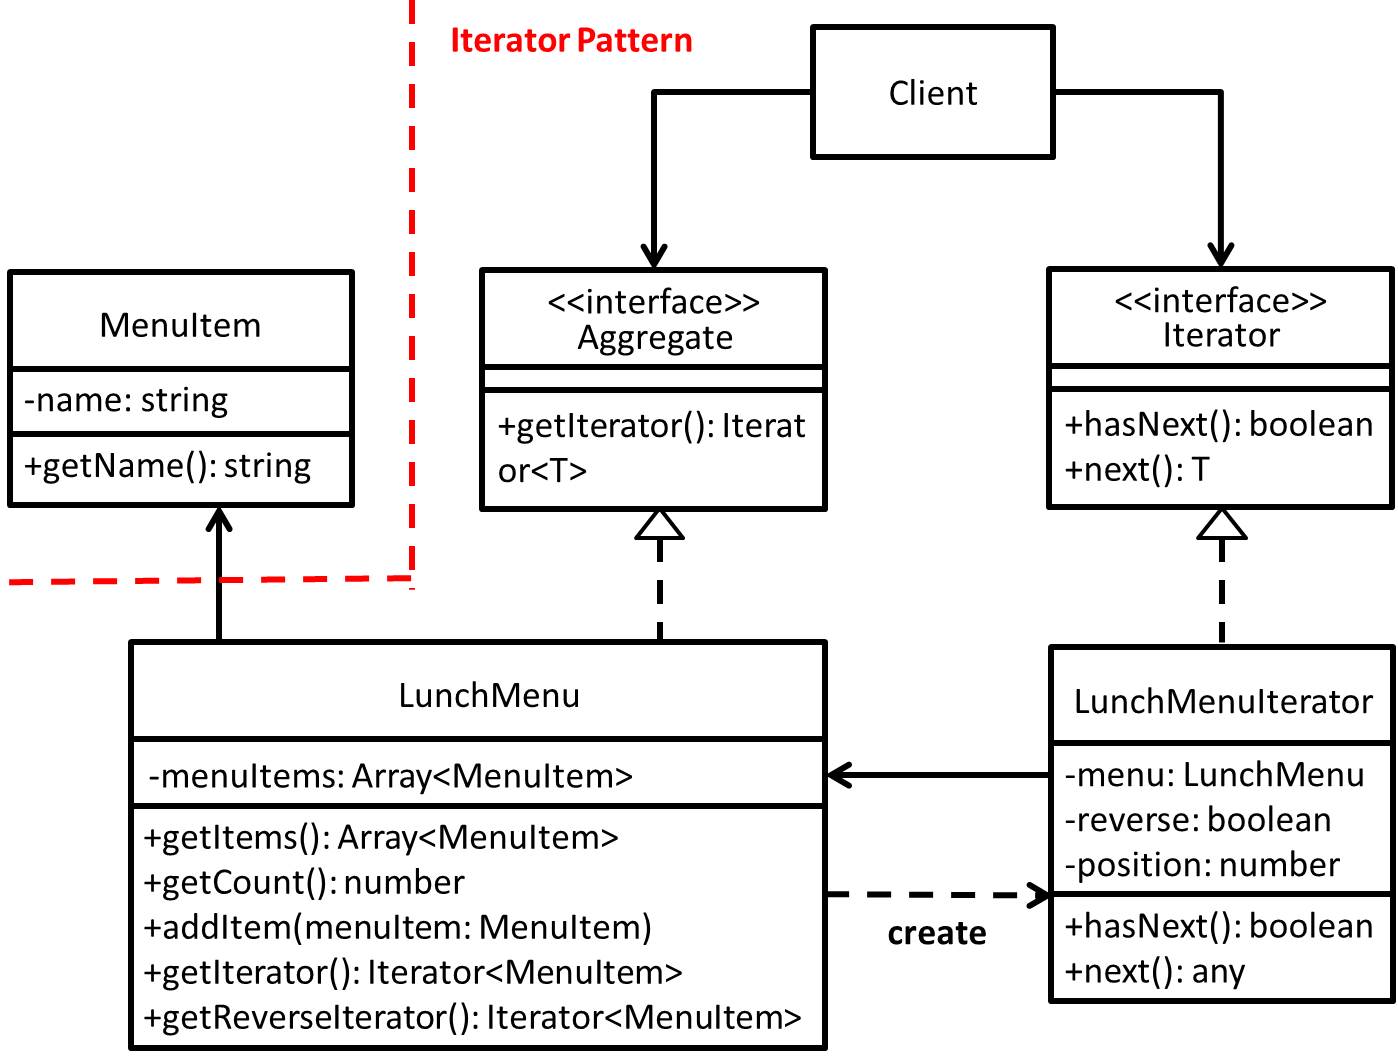 Iterator Pattern
Client
MenuItem
-name: string
+getName(): string
<<interface>>
Aggregate
+getIterator(): Iterat
or<T>
<<interface>>
Iterator
+hasNext(): boolean
+next(): T
LunchMenu
-menuItems: Array<MenuItem>
+getItems(): Array<MenuItem>
+getCount(): number
+addItem(menuItem: MenuItem)
+getIterator(): Iterator<MenuItem>
+getReverseIterator(): Iterator<MenuItem>
create
LunchMenuIterator
-menu: LunchMenu
-reverse: boolean
-position: number
+hasNext(): boolean
+next(): any